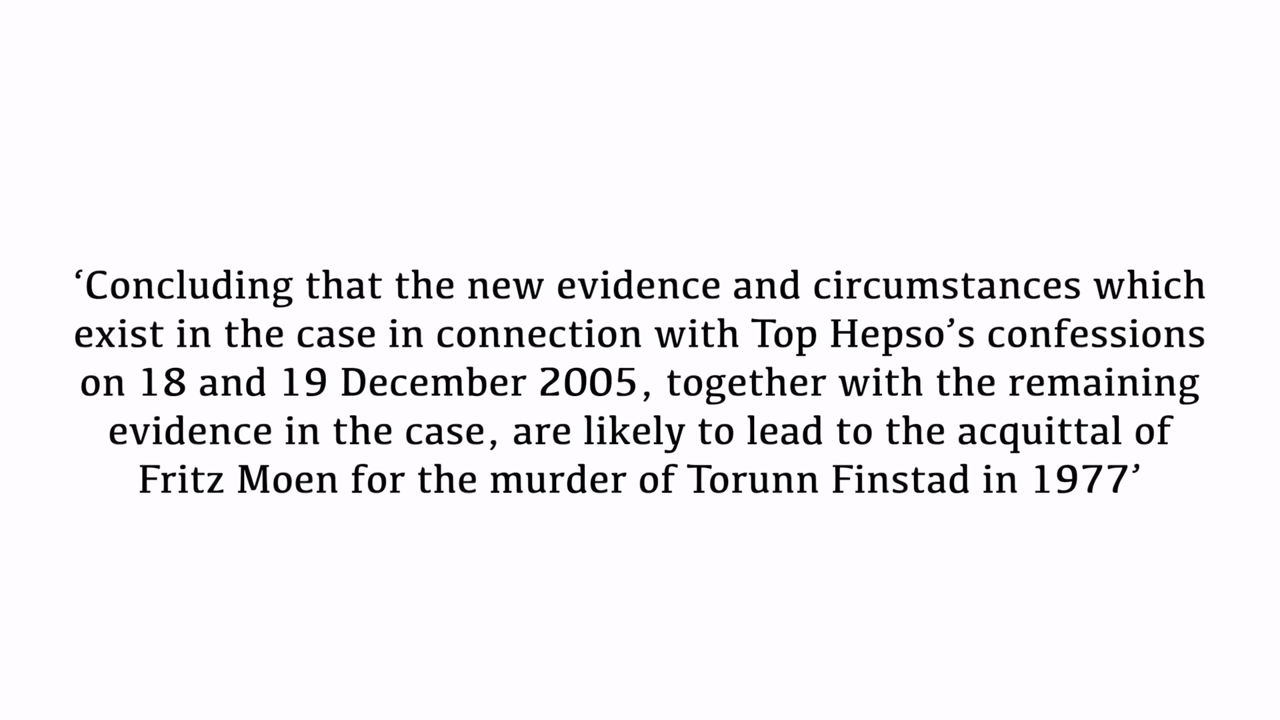 ‘Concluding that the new evidence and circumstances which
exist in the case in connection with Top Hepso’s confessions
on 18 and 19 December 2005, together with the remaining
evidence in the case, are likely to lead to the acquittal of
Fritz Moen for the murder of Torunn Finstad in 1977’